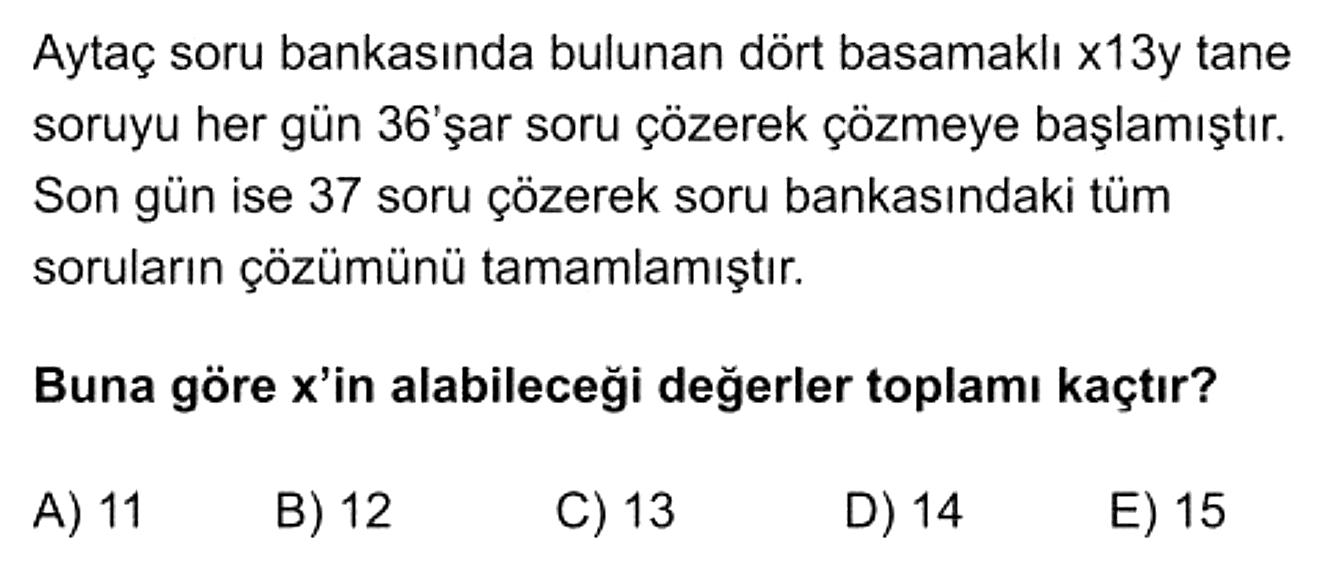 Aytaç soru bankasında bulunan dört basamaklı x13y tane
soruyu her gün 36'şar soru çözerek çözmeye başlamıştır.
Son gün ise 37 soru çözerek soru bankasındaki tüm
soruların çözümünü tamamlamıştır.
Buna göre x'in alabileceği değerler toplamı kaçtır?
A) 11 B) 12 C) 13 D) 14 E) 15